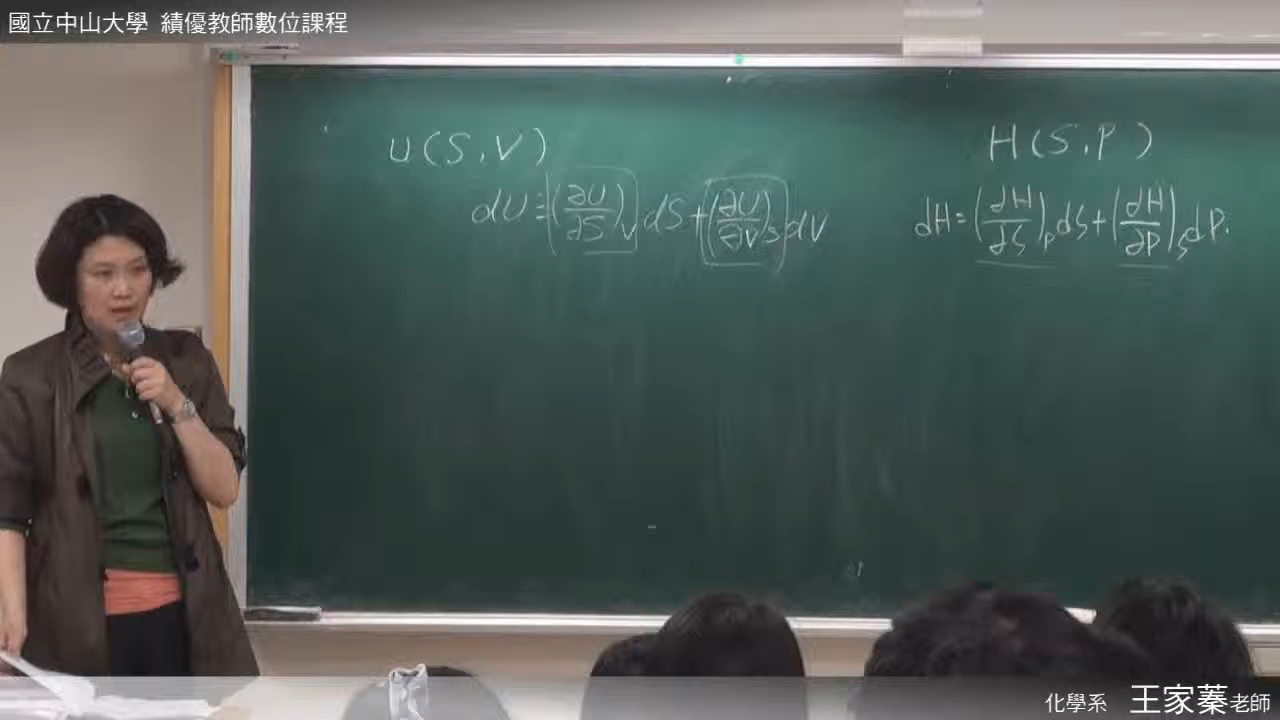 國立中山大學 績優教師數位課程
U(S,V)
dU=(∂U/∂S)_V dS+(∂U/∂V)_S dV
H(S,P)
dH=(∂H/∂S)_P dS+(∂H/∂P)_S dP.
化學系 王家蓁老師